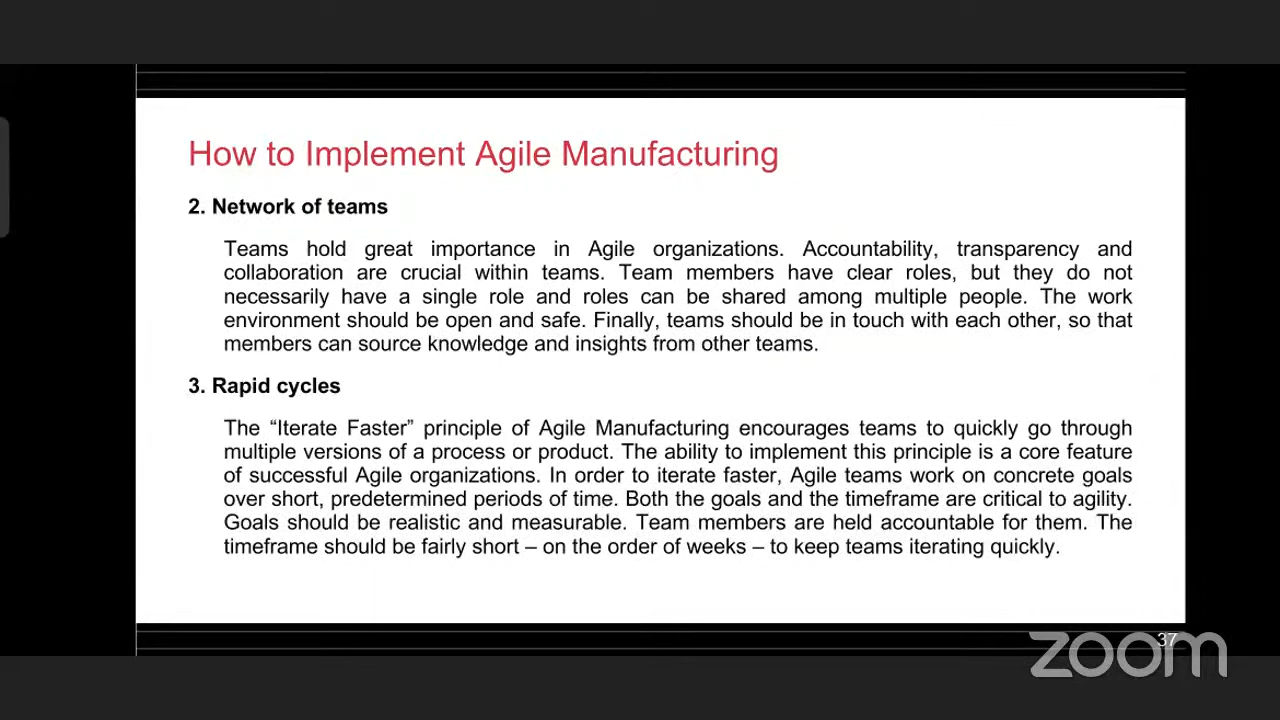 How to Implement Agile Manufacturing
2. Network of teams
Teams hold great importance in Agile organizations. Accountability, transparency and
collaboration are crucial within teams. Team members have clear roles, but they do not
necessarily have a single role and roles can be shared among multiple people. The work
environment should be open and safe. Finally, teams should be in touch with each other, so that
members can source knowledge and insights from other teams.
3. Rapid cycles
The “Iterate Faster” principle of Agile Manufacturing encourages teams to quickly go through
multiple versions of a process or product. The ability to implement this principle is a core feature
of successful Agile organizations. In order to iterate faster, Agile teams work on concrete goals
over short, predetermined periods of time. Both the goals and the timeframe are critical to agility.
Goals should be realistic and measurable. Team members are held accountable for them. The
timeframe should be fairly short – on the order of weeks – to keep teams iterating quickly.
37
zoom